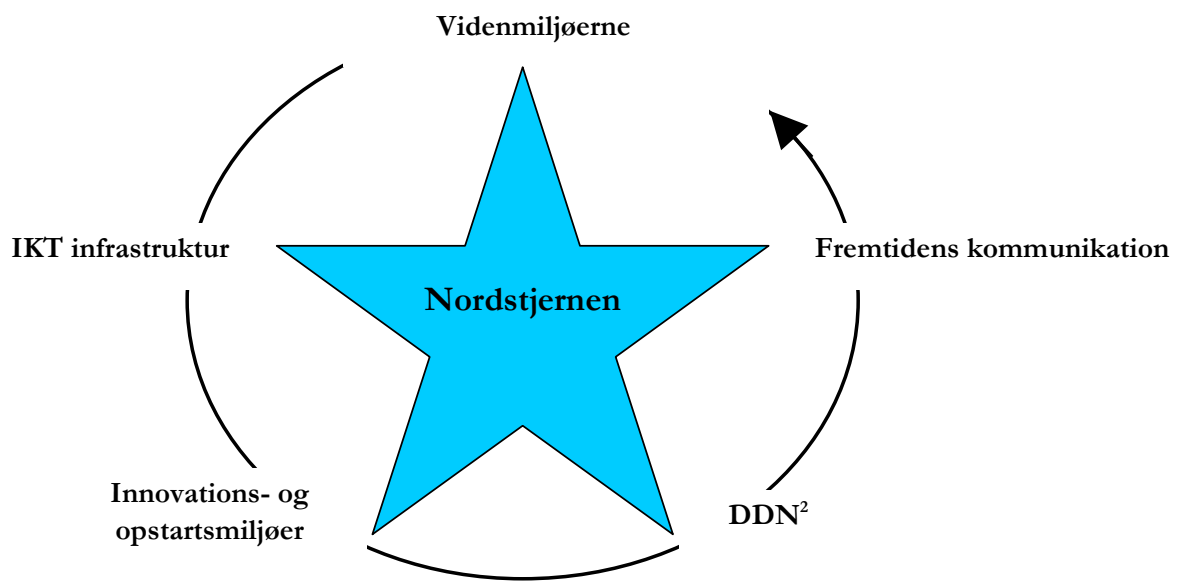 Videnmiljøerne
IKT infrastruktur
Fremtidens kommunikation
Nordstjernen
Innovations- og
opstartsmiljøer
DDN²